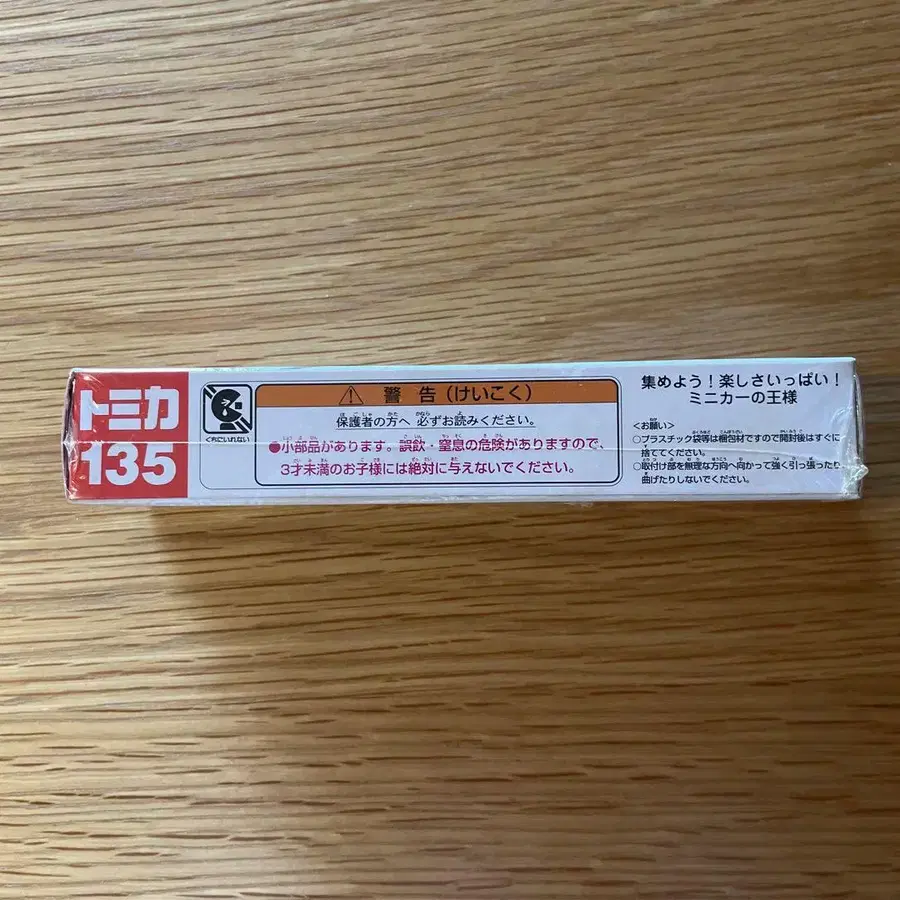 トミカ
135
くちにいれない
警告(けいこく)
保護者の方へ 必ずお読みください。
●小部品があります。誤飲・窒息の危険がありますので、
3才未満のお子様には絶対に与えないでください。
集めよう!楽しさいっぱい!
ミニカーの王様
<お願い>
○プラスチック袋等は梱包材ですので開封後はすぐに
捨ててください。
○取付け部を無理な方向へ向かって強く引っ張ったり
曲げたりしないでください。